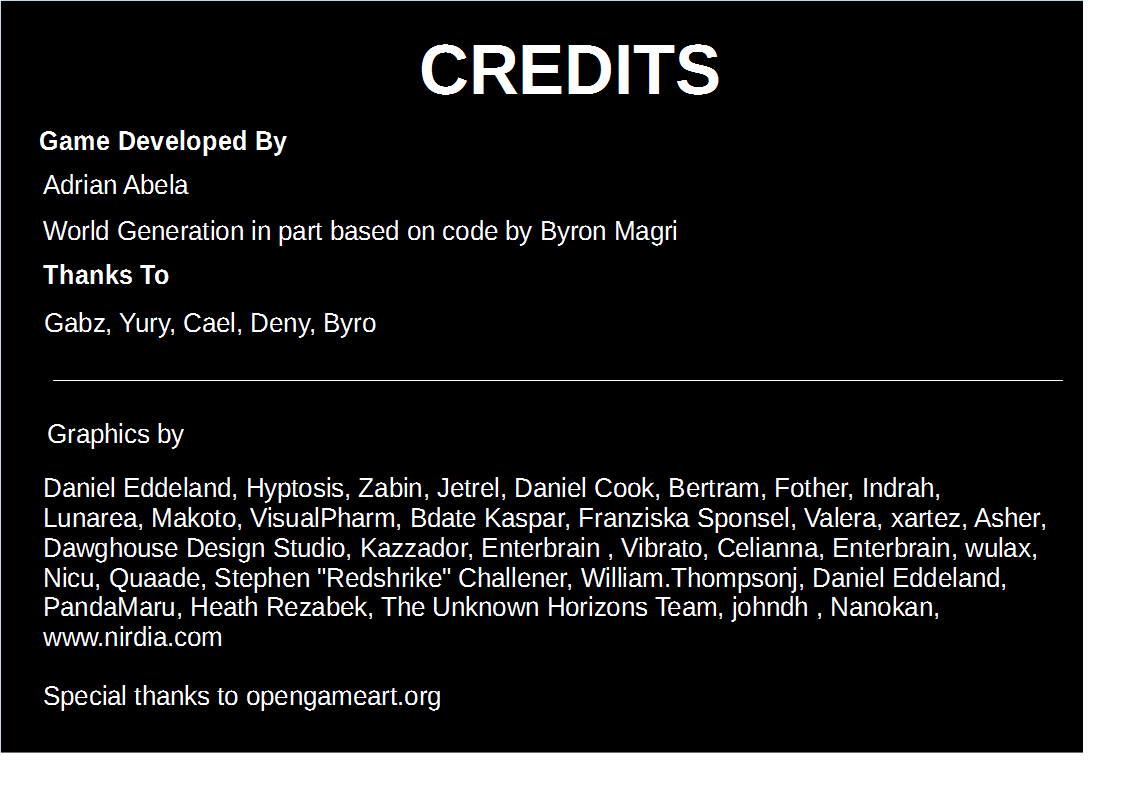 CREDITS
Game Developed By
Adrian Abela
World Generation in part based on code by Byron Magri
Thanks To
Gabz, Yury, Cael, Deny, Byro
Graphics by
Daniel Eddeland, Hyptosis, Zabin, Jetrel, Daniel Cook, Bertram, Fother, Indrah,
Lunarea, Makoto, VisualPharm, Bdate Kaspar, Franziska Sponsel, Valera, xartez, Asher,
Dawghouse Design Studio, Kazzador, Enterbrain , Vibrato, Celianna, Enterbrain, wulax,
Nicu, Quaade, Stephen "Redshrike" Challener, William.Thompsonj, Daniel Eddeland,
PandaMaru, Heath Rezabek, The Unknown Horizons Team, johndh , Nanokan,
www.nirdia.com
Special thanks to opengameart.org